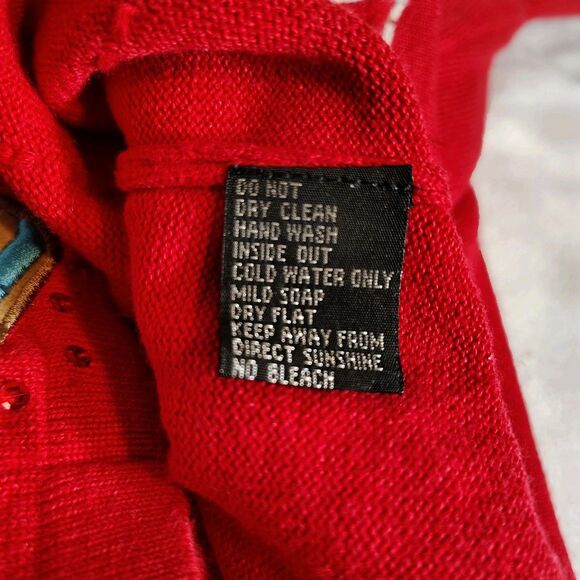 DO NOT
DRY CLEAN
HAND WASH
INSIDE OUT
COLD WATER ONLY
MILD SOAP
DRY FLAT
KEEP AWAY FROM
DIRECT SUNSHINE
NO BLEACH